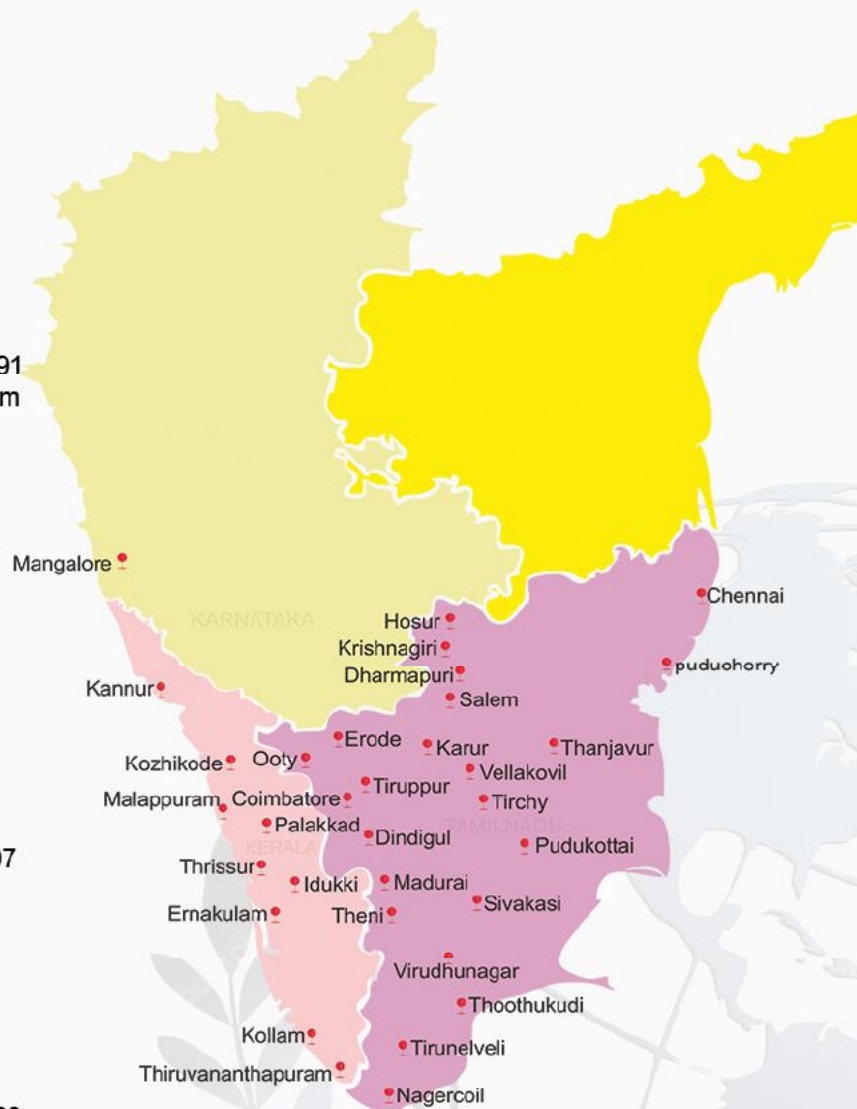 91
m
Mangalore
Chennai
KARNATAKA
Hosur
Krishnagiri
puduoherry
Dharmapuri
Kannur
Salem
Erode
Karur
Thanjavur
Kozhikode
Ooty
Vellakovil
Tiruppur
Malappuram
Coimbatore
Tirchy
Palakkad
TAMILNADU
Dindigul
Pudukottai
KERALA
07
Thrissur
Idukki
Madurai
Sivakasi
Ernakulam
Theni
Virudhunagar
Thoothukudi
Kollam
Tirunelveli
Thiruvananthapuram
Nagercoil